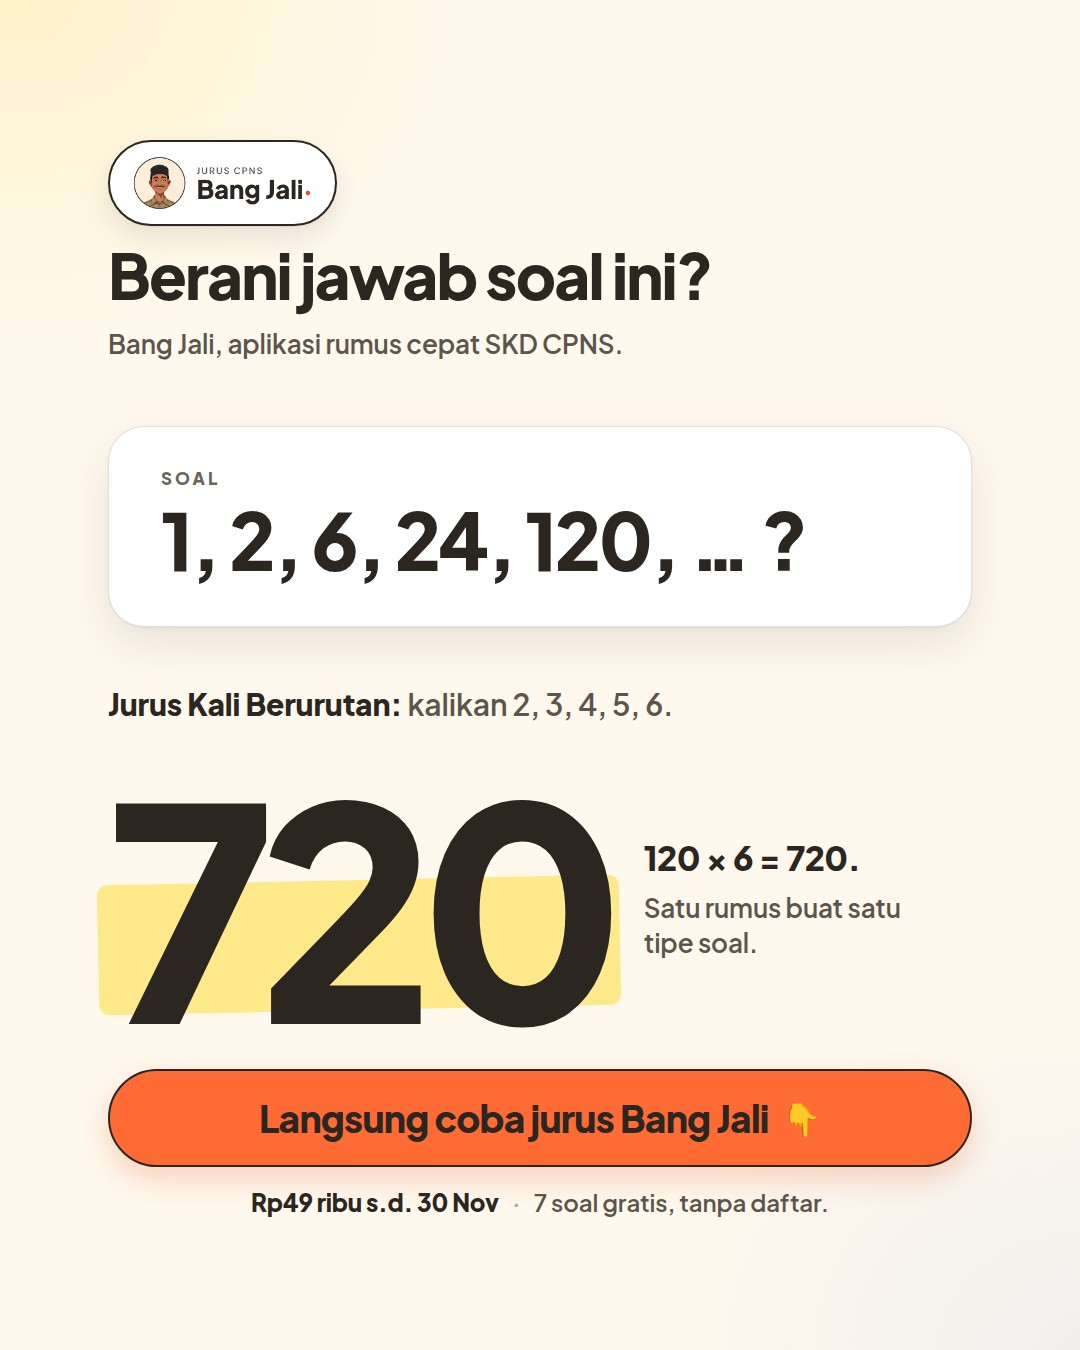 JURUS CPNS
Bang Jali.
Berani jawab soal ini?
Bang Jali, aplikasi rumus cepat SKD CPNS.
SOAL
1, 2, 6, 24, 120, ... ?
Jurus Kali Berurutan: kalikan 2, 3, 4, 5, 6.
720
120 × 6 = 720.
Satu rumus buat satu
tipe soal.
Langsung coba jurus Bang Jali 👇
Rp49 ribu s.d. 30 Nov · 7 soal gratis, tanpa daftar.